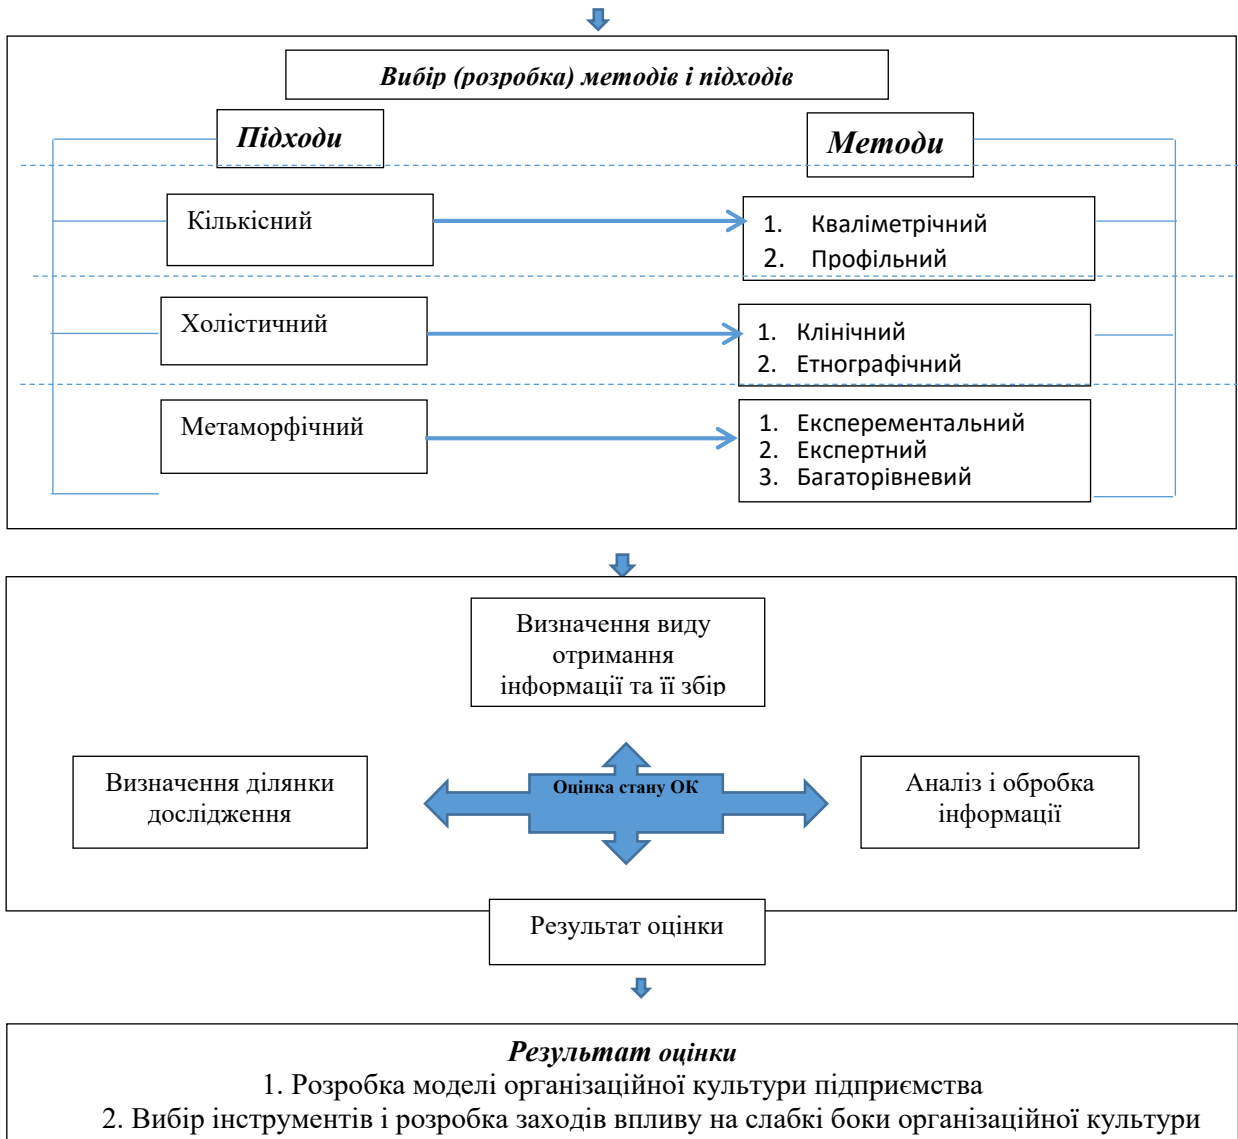 Вибір (розробка) методів і підходів
Підходи
Методи
Кількісний
1. Кваліметрічний
2. Профільний
Холістичний
1. Клінічний
2. Етнографічний
Метаморфічний
1. Експерементальний
2. Експертний
3. Багаторівневий
Визначення виду
отримання
інформації та її збір
Визначення ділянки
дослідження
Оцінка стану ОК
Аналіз і обробка
інформації
Результат оцінки
Результат оцінки
1. Розробка моделі організаційної культури підприємства
2. Вибір інструментів і розробка заходів впливу на слабкі боки організаційної культури